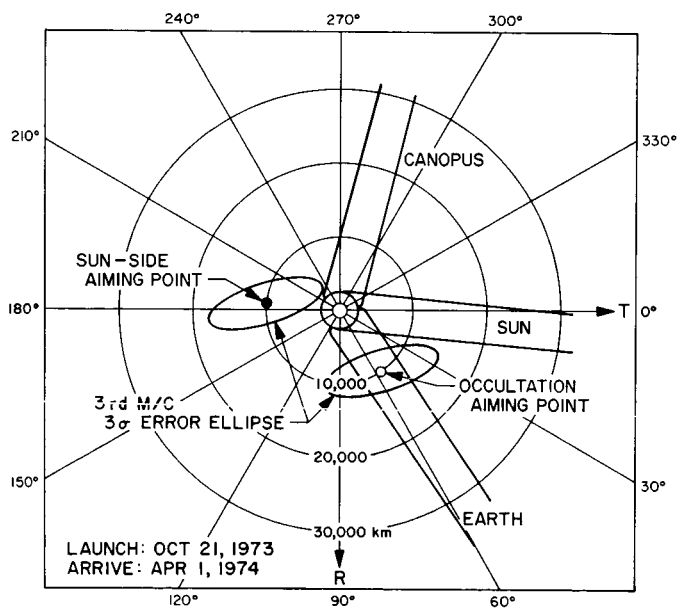 240°
270°
300°
210°
330°
CANOPUS
SUN-SIDE
AIMING POINT
180°
T
0°
SUN
10,000
OCCULTATION
AIMING POINT
3rd M/C
3σ ERROR ELLIPSE
20,000
150°
30°
EARTH
30,000 km
LAUNCH: OCT 21, 1973
ARRIVE: APR 1, 1974
R
120°
90°
60°